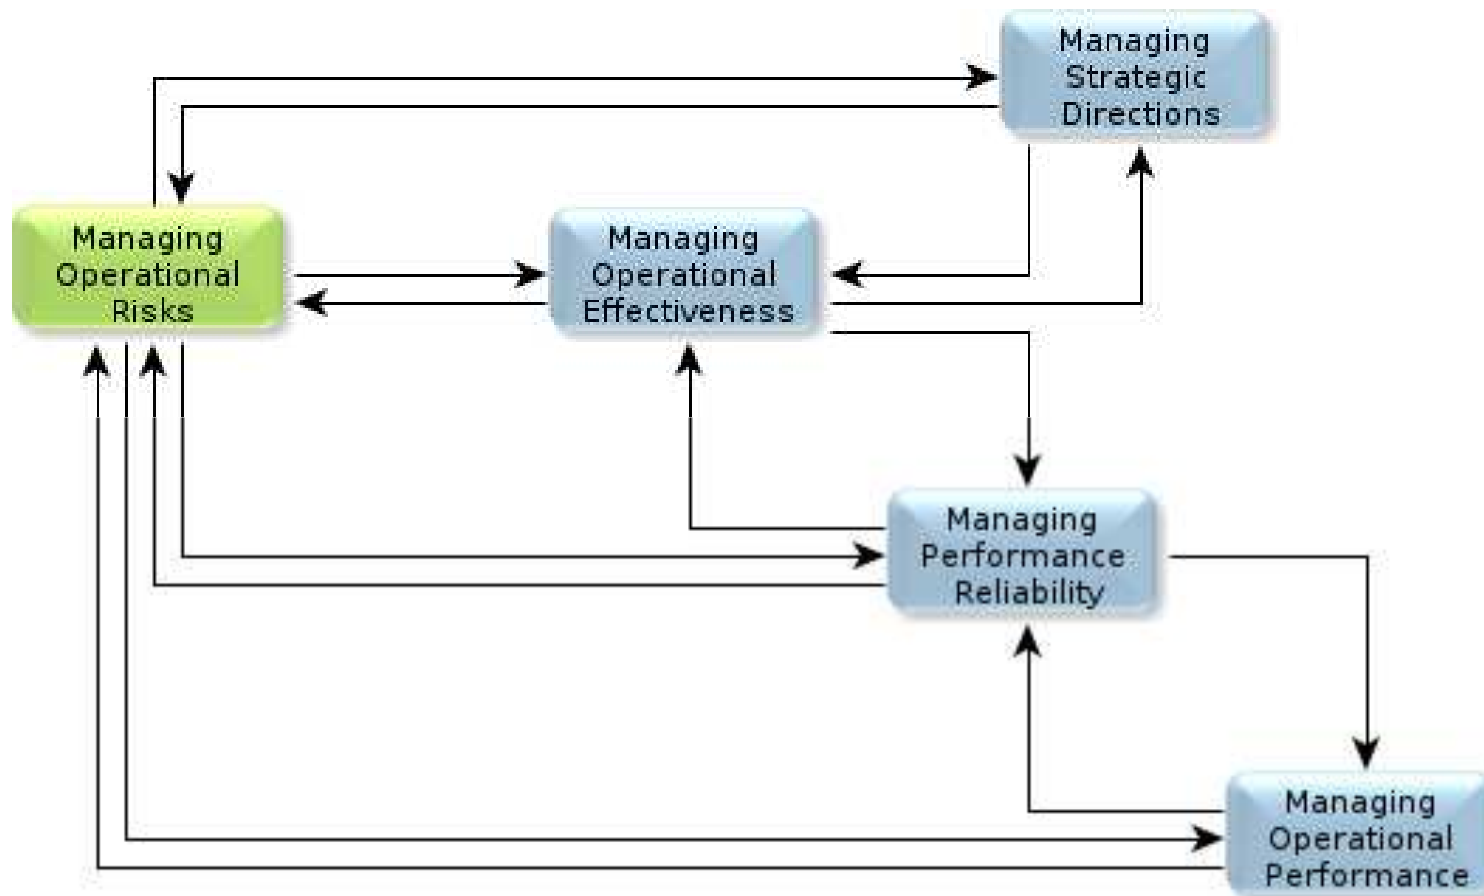 Managing
Strategic
Directions
Managing
Operational
Risks
Managing
Operational
Effectiveness
Managing
Performance
Reliability
Managing
Operational
Performance